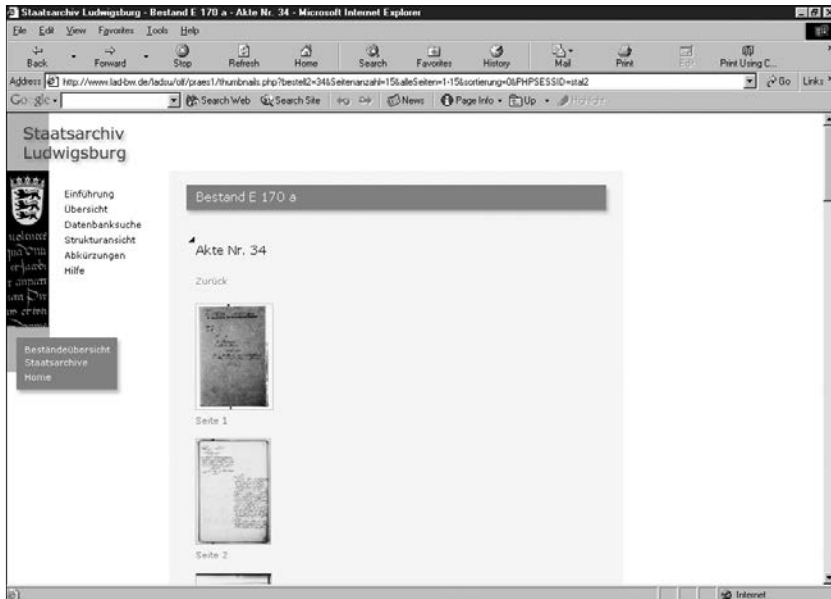 Staatsarchiv Ludwigsburg - Bestand E 170 a - Akte Nr. 34 - Microsoft Internet Explorer
File Edit View Favorites Tools Help
Back Forward Stop Refresh Home Search Favorites History Mail Print Edit Print Using C...
Address http://www.lad-bw.de/ladsu/olf/praes1/thumbnails.php?bestell2=34&Seitenanzahl=15&alleSeiten=1-15&sortierung=0&PHPSESSID=stal2 Go Links
Google Search Web Search Site News Page Info Up Highlight
Staatsarchiv
Ludwigsburg
Einführung
Übersicht
Datenbanksuche
Strukturansicht
Abkürzungen
Hilfe
Beständeübersicht
Staatsarchive
Home
Bestand E 170 a
Akte Nr. 34
Zurück
Seite 1
Seite 2
Internet